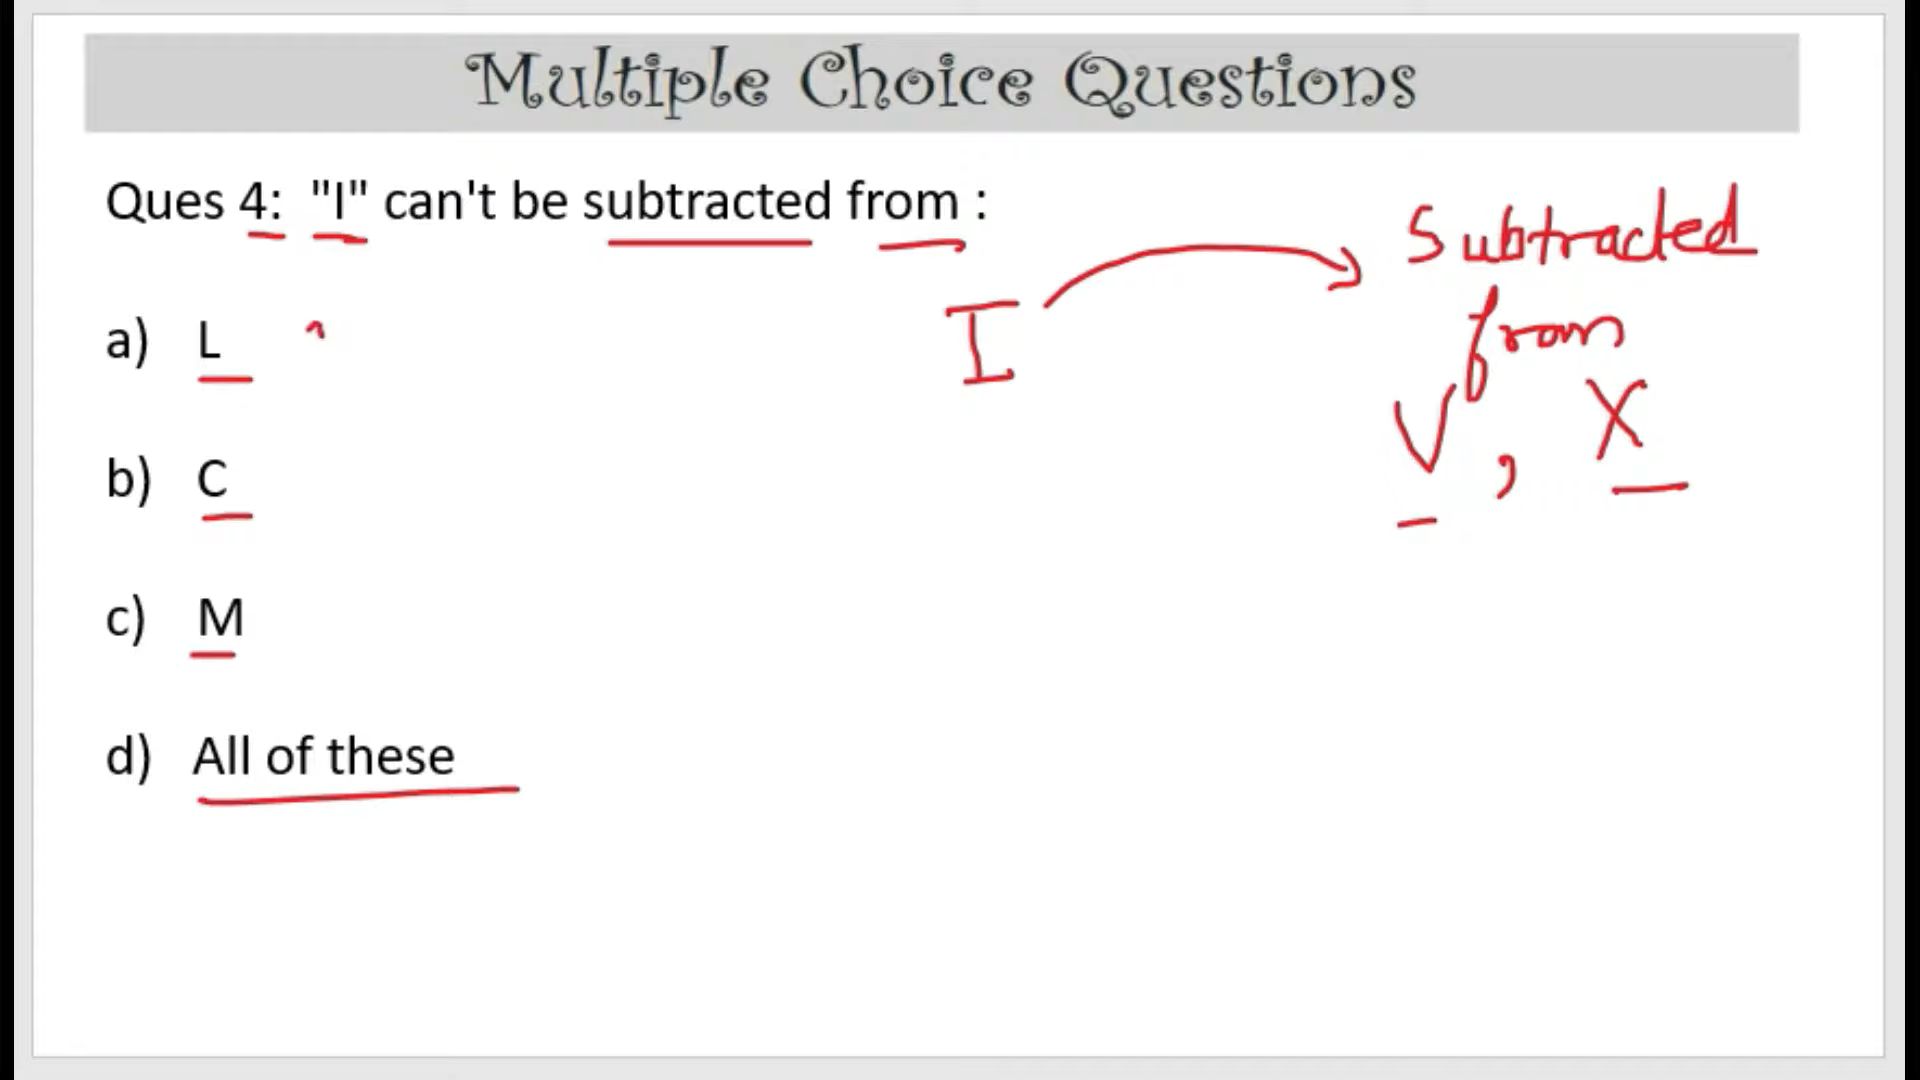 Multiple Choice Questions
Ques 4: "I" can't be subtracted from :
Subtracted
from
I
V, X
a) L
b) C
c) M
d) All of these